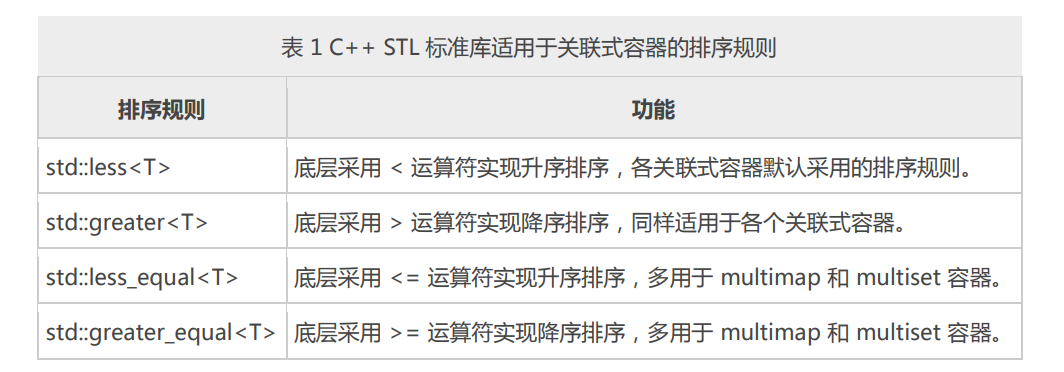 表 1 C++ STL 标准库适用于关联式容器的排序规则
排序规则 功能
std::less<T> 底层采用 < 运算符实现升序排序，各关联式容器默认采用的排序规则。
std::greater<T> 底层采用 > 运算符实现降序排序，同样适用于各个关联式容器。
std::less_equal<T> 底层采用 <= 运算符实现升序排序，多用于 multimap 和 multiset 容器。
std::greater_equal<T> 底层采用 >= 运算符实现降序排序，多用于 multimap 和 multiset 容器。